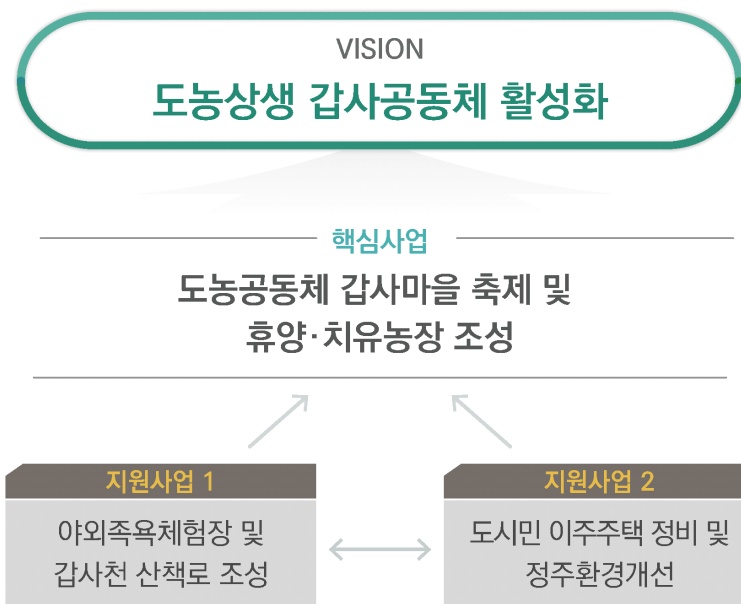 VISION
도농상생 갑사공동체 활성화
핵심사업
도농공동체 갑사마을 축제 및
휴양·치유농장 조성
지원사업 1
야외족욕체험장 및
갑사천 산책로 조성
지원사업 2
도시민 이주주택 정비 및
정주환경개선